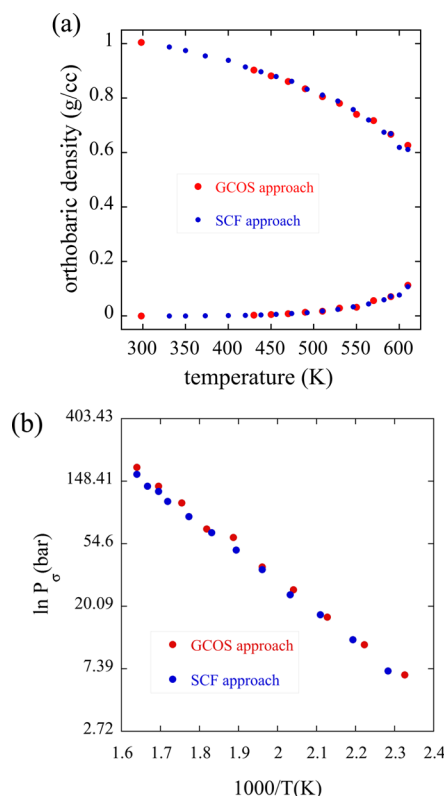 (a)
orthobaric density (g/cc)
1
0.8
0.6
0.4
0.2
0
GCOS approach
SCF approach
300 350 400 450 500 550 600
temperature (K)
(b)
ln Pσ(bar)
403.43
148.41
54.6
20.09
7.39
2.72
GCOS approach
SCF approach
1.6 1.7 1.8 1.9 2 2.1 2.2 2.3 2.4
1000/T(K)